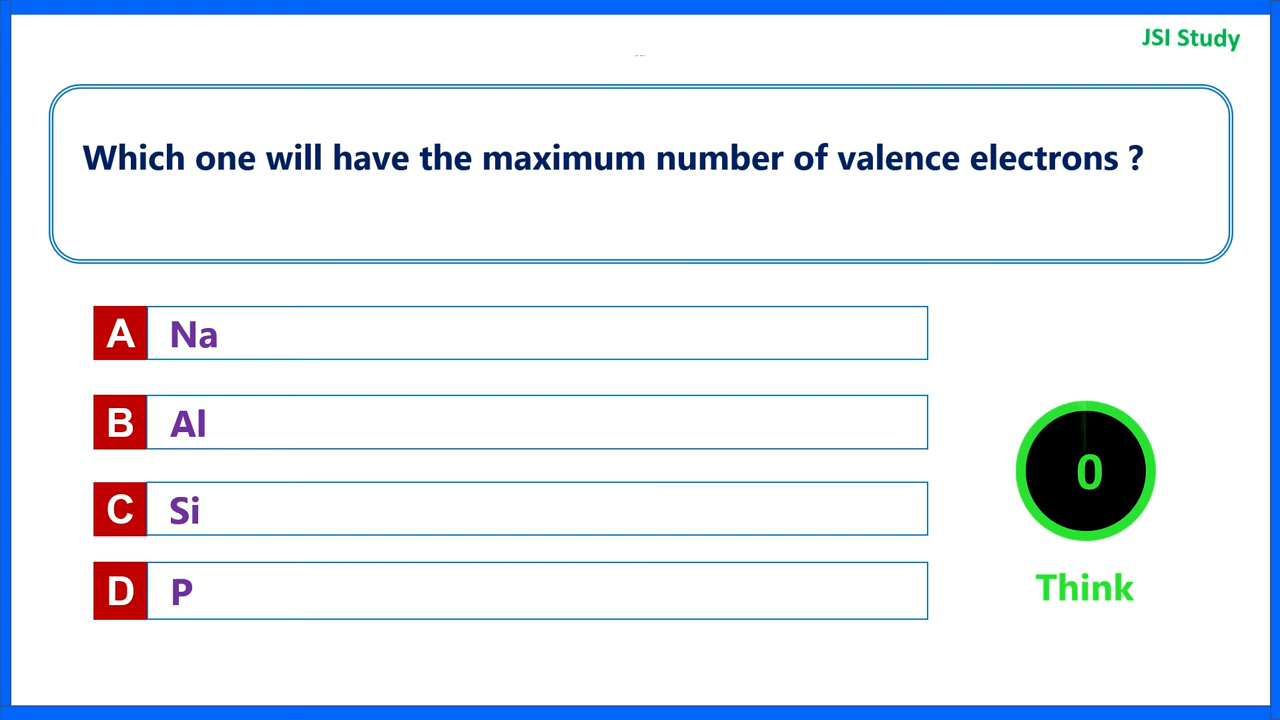 JSI Study
Which one will have the maximum number of valence electrons ?
A Na
B Al
C Si
D P
0
Think